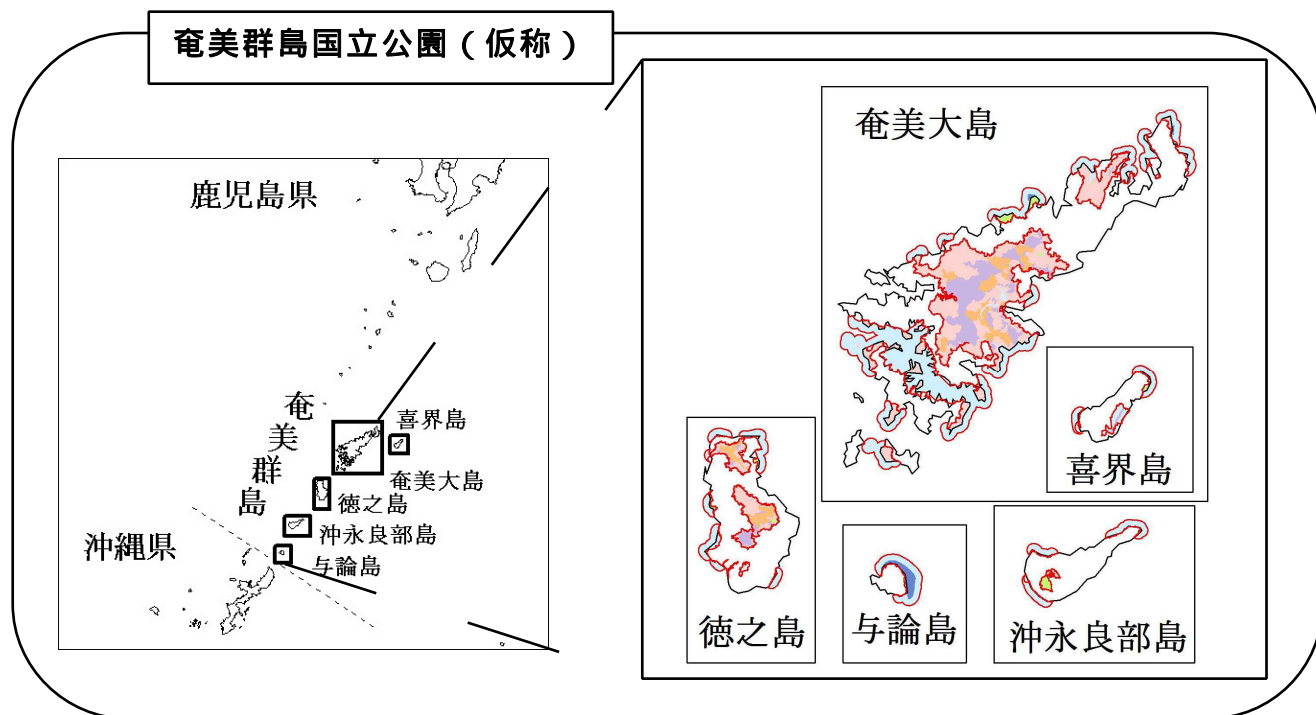 奄美群島国立公園（仮称）
鹿児島県
奄美群島
喜界島
奄美大島
徳之島
沖永良部島
与論島
沖縄県
奄美大島
喜界島
徳之島
与論島
沖永良部島